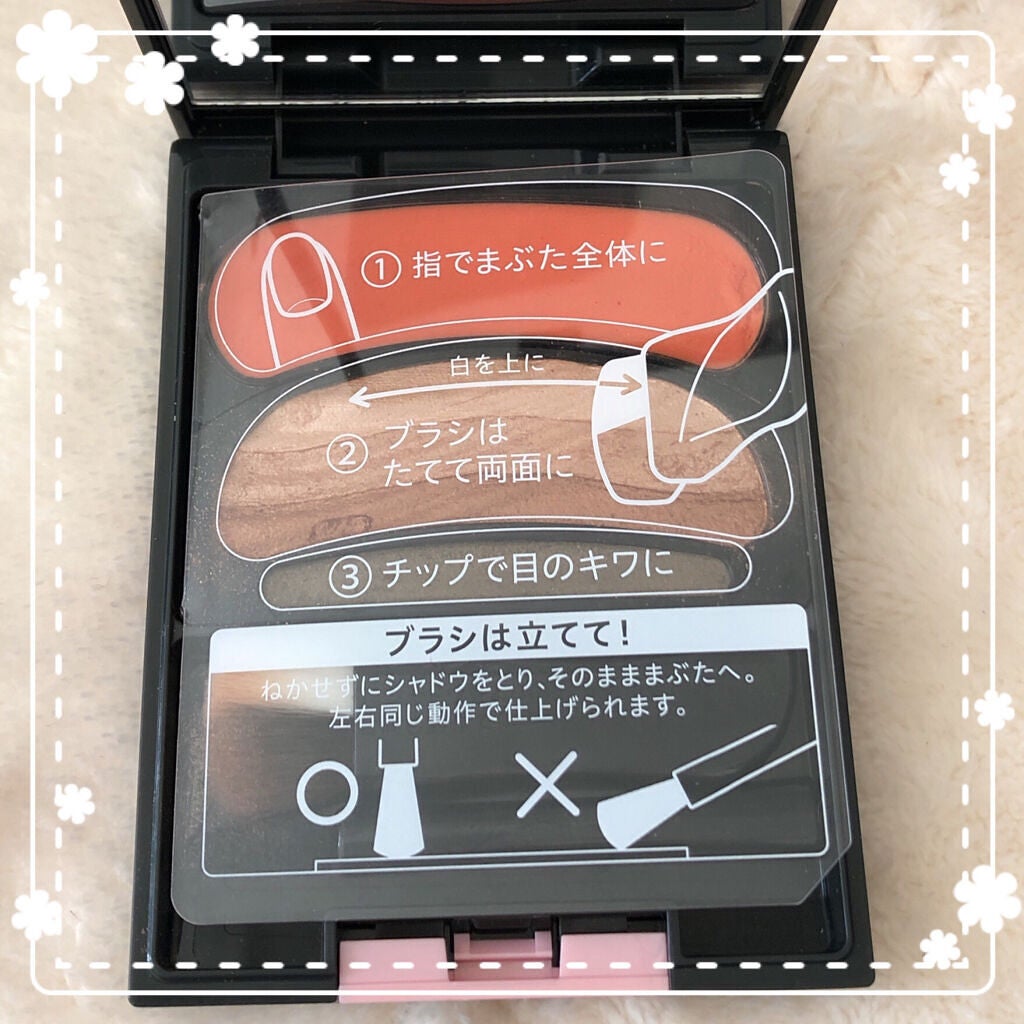 ① 指でまぶた全体に
白を上に
② ブラシは
たてて両面に
③ チップで目のキワに
ブラシは立てて！
ねかせずにシャドウをとり、そのまままぶたへ。
左右同じ動作で仕上げられます。